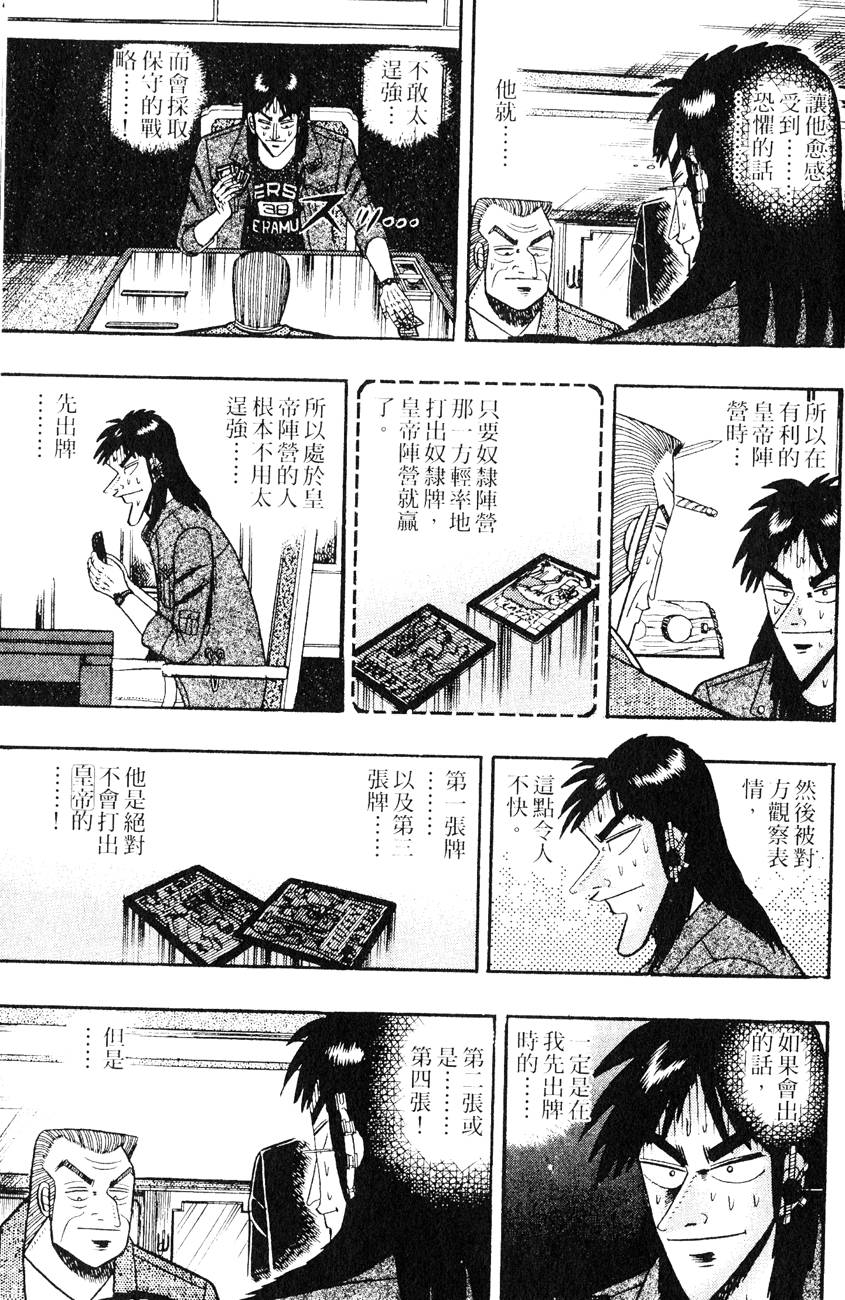 讓他愈感
受到………
恐懼的話
他就……
不敢太
逞強…
而會採取
保守的戰
略……！
ERS
88
ERAMU
ズッ…
所以在
有利的
皇帝陣
營時…
只要奴隸陣營
那一方輕率地
打出奴隸牌，
皇帝陣營就贏
了。
所以處於皇
帝陣營的人
根本不用太
逞強……
先出牌
………
然後被對
方觀察表
情，
這點令人
不快。
第一張牌
………
以及第三
張牌……
他是絕對
不會打出
皇帝的
……！
如果會出
的話，
一定是在
我先出牌
時的……
第二張或
是………
第四張！
但是
……